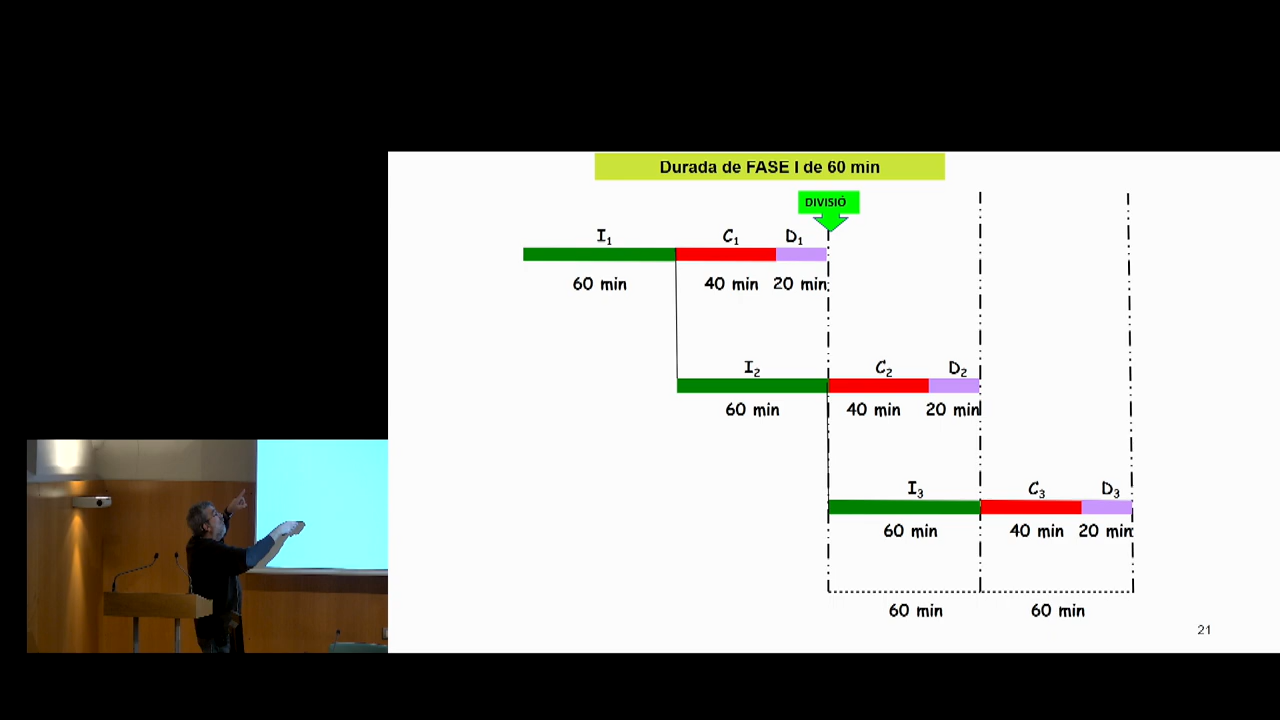 Durada de FASE I de 60 min
DIVISIÓ
I₁ C₁ D₁
60 min 40 min 20 min
I₂ C₂ D₂
60 min 40 min 20 min
I₃ C₃ D₃
60 min 40 min 20 min
60 min 60 min
21